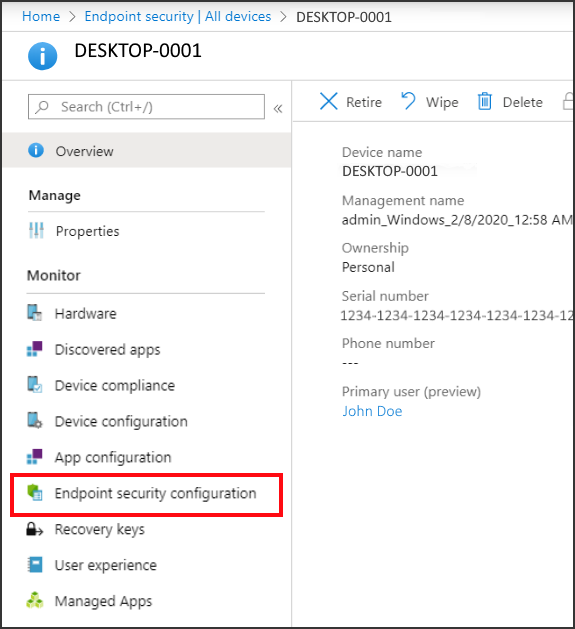 Home > Endpoint security | All devices > DESKTOP-0001
DESKTOP-0001
Search (Ctrl+/)
«
Retire Wipe Delete
Overview
Manage
Properties
Monitor
Hardware
Discovered apps
Device compliance
Device configuration
App configuration
Endpoint security configuration
Recovery keys
User experience
Managed Apps
Device name
DESKTOP-0001
Management name
admin_Windows_2/8/2020_12:58 AM
Ownership
Personal
Serial number
1234-1234-1234-1234-1234-12
Phone number
---
Primary user (preview)
John Doe